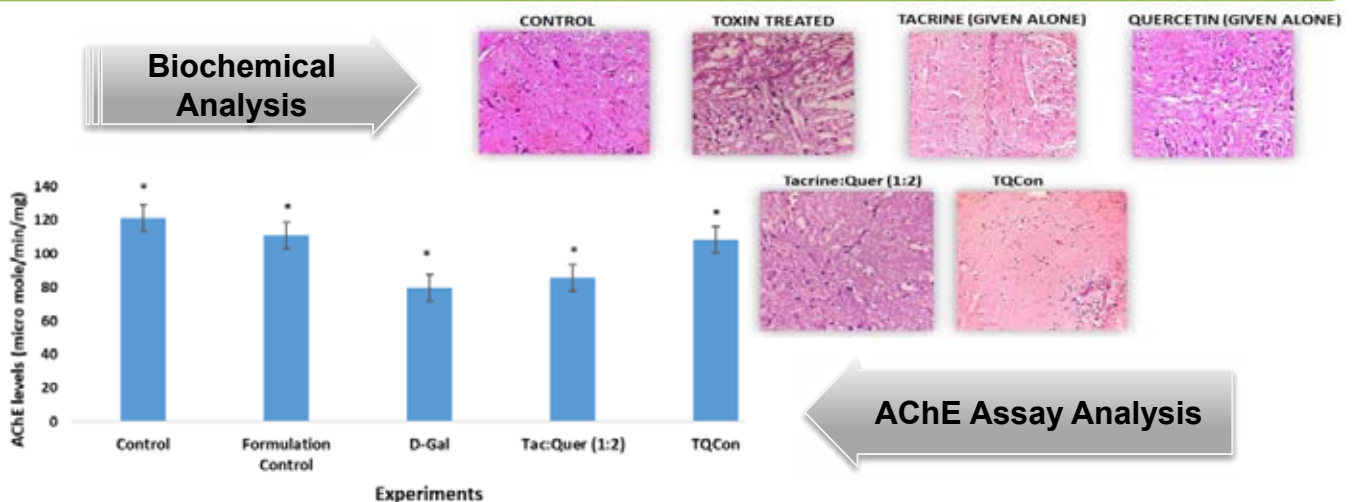 CONTROL
TOXIN TREATED
TACRINE (GIVEN ALONE)
QUERCETIN (GIVEN ALONE)
Biochemical
Analysis
Tacrine:Quer (1:2)
TQCon
AChE levels (micro mole/min/mg)
140
120
100
80
60
40
20
0
*
*
*
*
*
Control
Formulation
Control
D-Gal
Tac:Quer (1:2)
TQCon
Experiments
AChE Assay Analysis